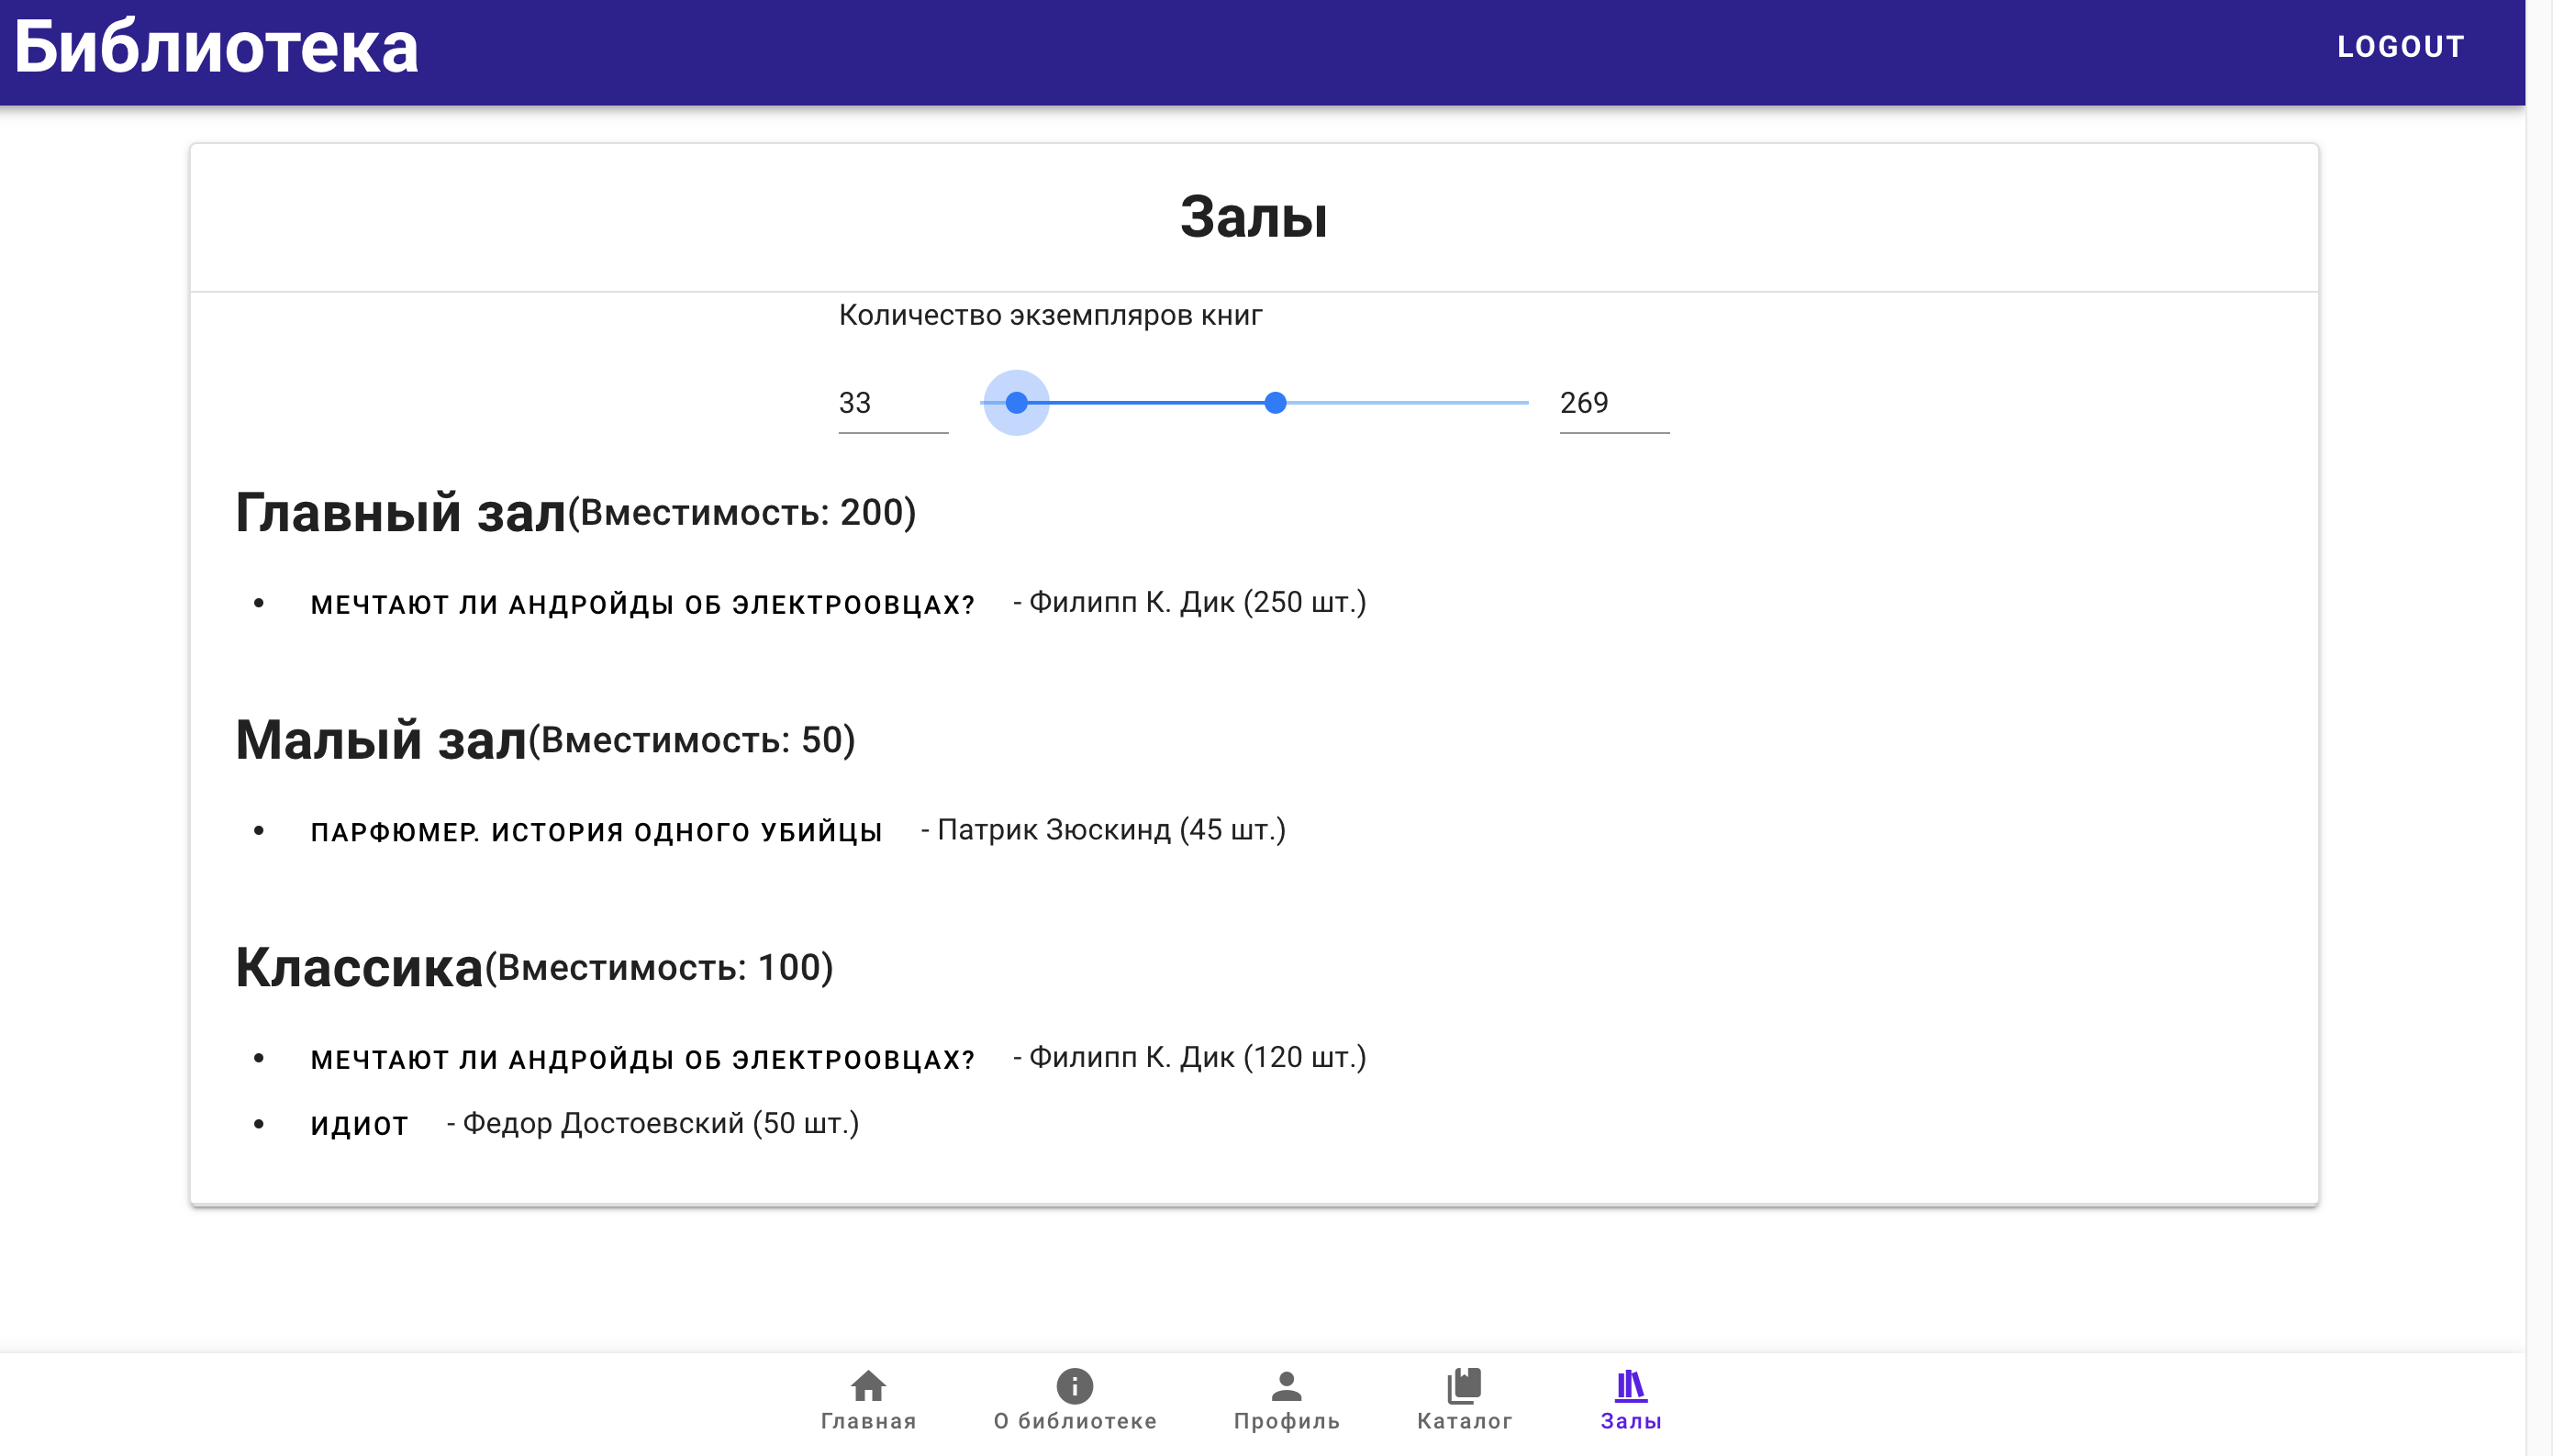 Библиотека LOGOUT
Залы
Количество экземпляров книг
33 269
Главный зал(Вместимость: 200)
• МЕЧТАЮТ ЛИ АНДРОЙДЫ ОБ ЭЛЕКТРООВЦАХ? - Филипп К. Дик (250 шт.)
Малый зал(Вместимость: 50)
• ПАРФЮМЕР. ИСТОРИЯ ОДНОГО УБИЙЦЫ - Патрик Зюскинд (45 шт.)
Классика(Вместимость: 100)
• МЕЧТАЮТ ЛИ АНДРОЙДЫ ОБ ЭЛЕКТРООВЦАХ? - Филипп К. Дик (120 шт.)
• ИДИОТ - Федор Достоевский (50 шт.)
Главная О библиотеке Профиль Каталог Залы